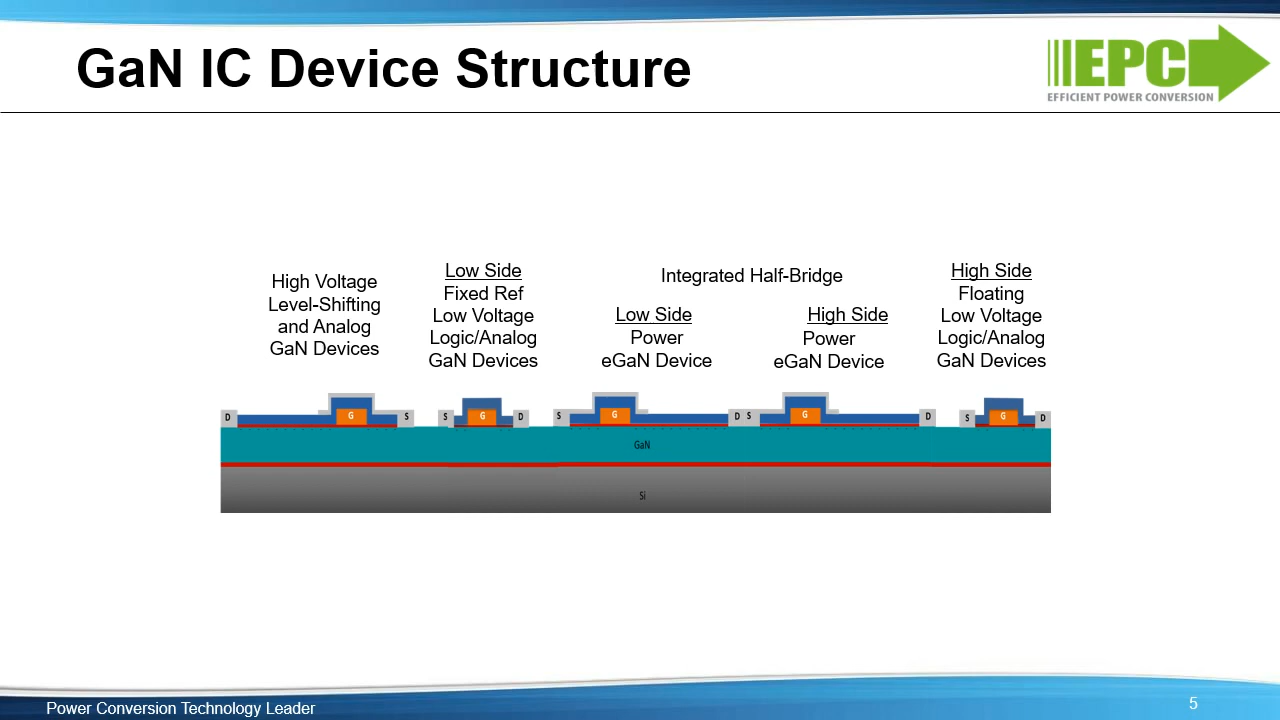 GaN IC Device Structure
EPC
EFFICIENT POWER CONVERSION
High Voltage
Level-Shifting
and Analog
GaN Devices
Low Side
Fixed Ref
Low Voltage
Logic/Analog
GaN Devices
Integrated Half-Bridge
Low Side
Power
eGaN Device
High Side
Power
eGaN Device
High Side
Floating
Low Voltage
Logic/Analog
GaN Devices
D G S S G D S G D S G D S G D
GaN
Si
Power Conversion Technology Leader
5